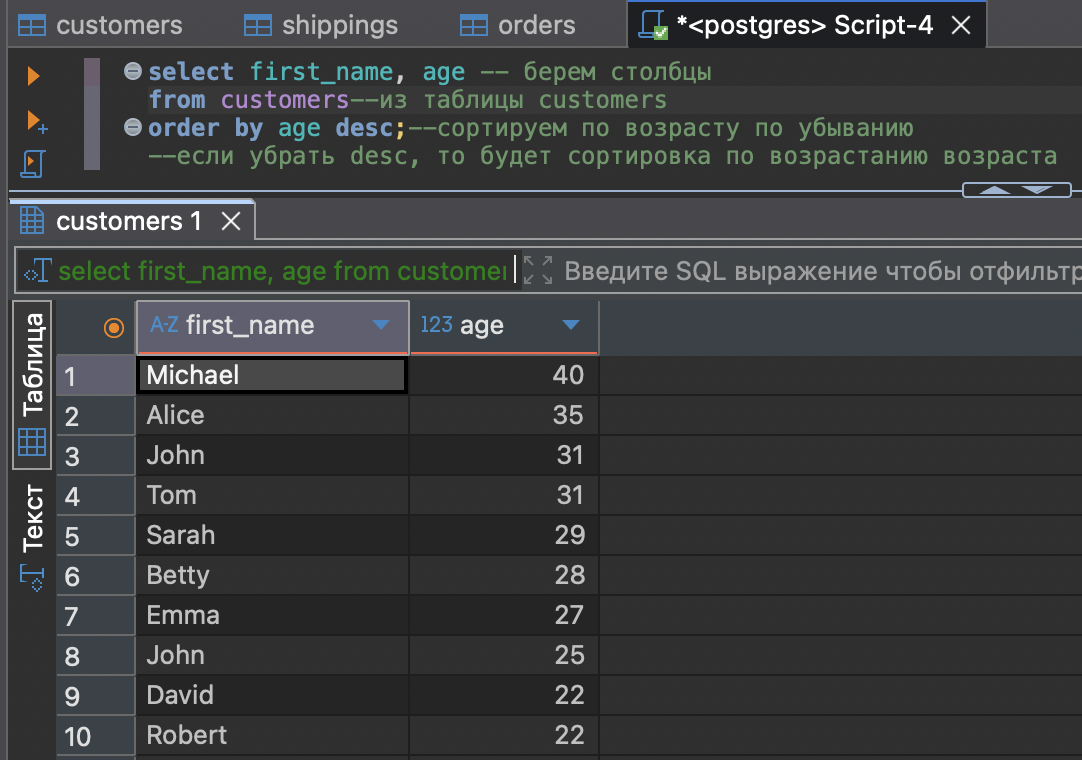 customers shippings orders *<postgres> Script-4
select first_name, age -- берем столбцы
from customers--из таблицы customers
order by age desc;--сортируем по возрасту по убыванию
--если убрать desc, то будет сортировка по возрастанию возраста
customers 1
select first_name, age from customer Введите SQL выражение чтобы отфильтр
Таблица
Текст
A-Z first_name 123 age
1 Michael 40
2 Alice 35
3 John 31
4 Tom 31
5 Sarah 29
6 Betty 28
7 Emma 27
8 John 25
9 David 22
10 Robert 22